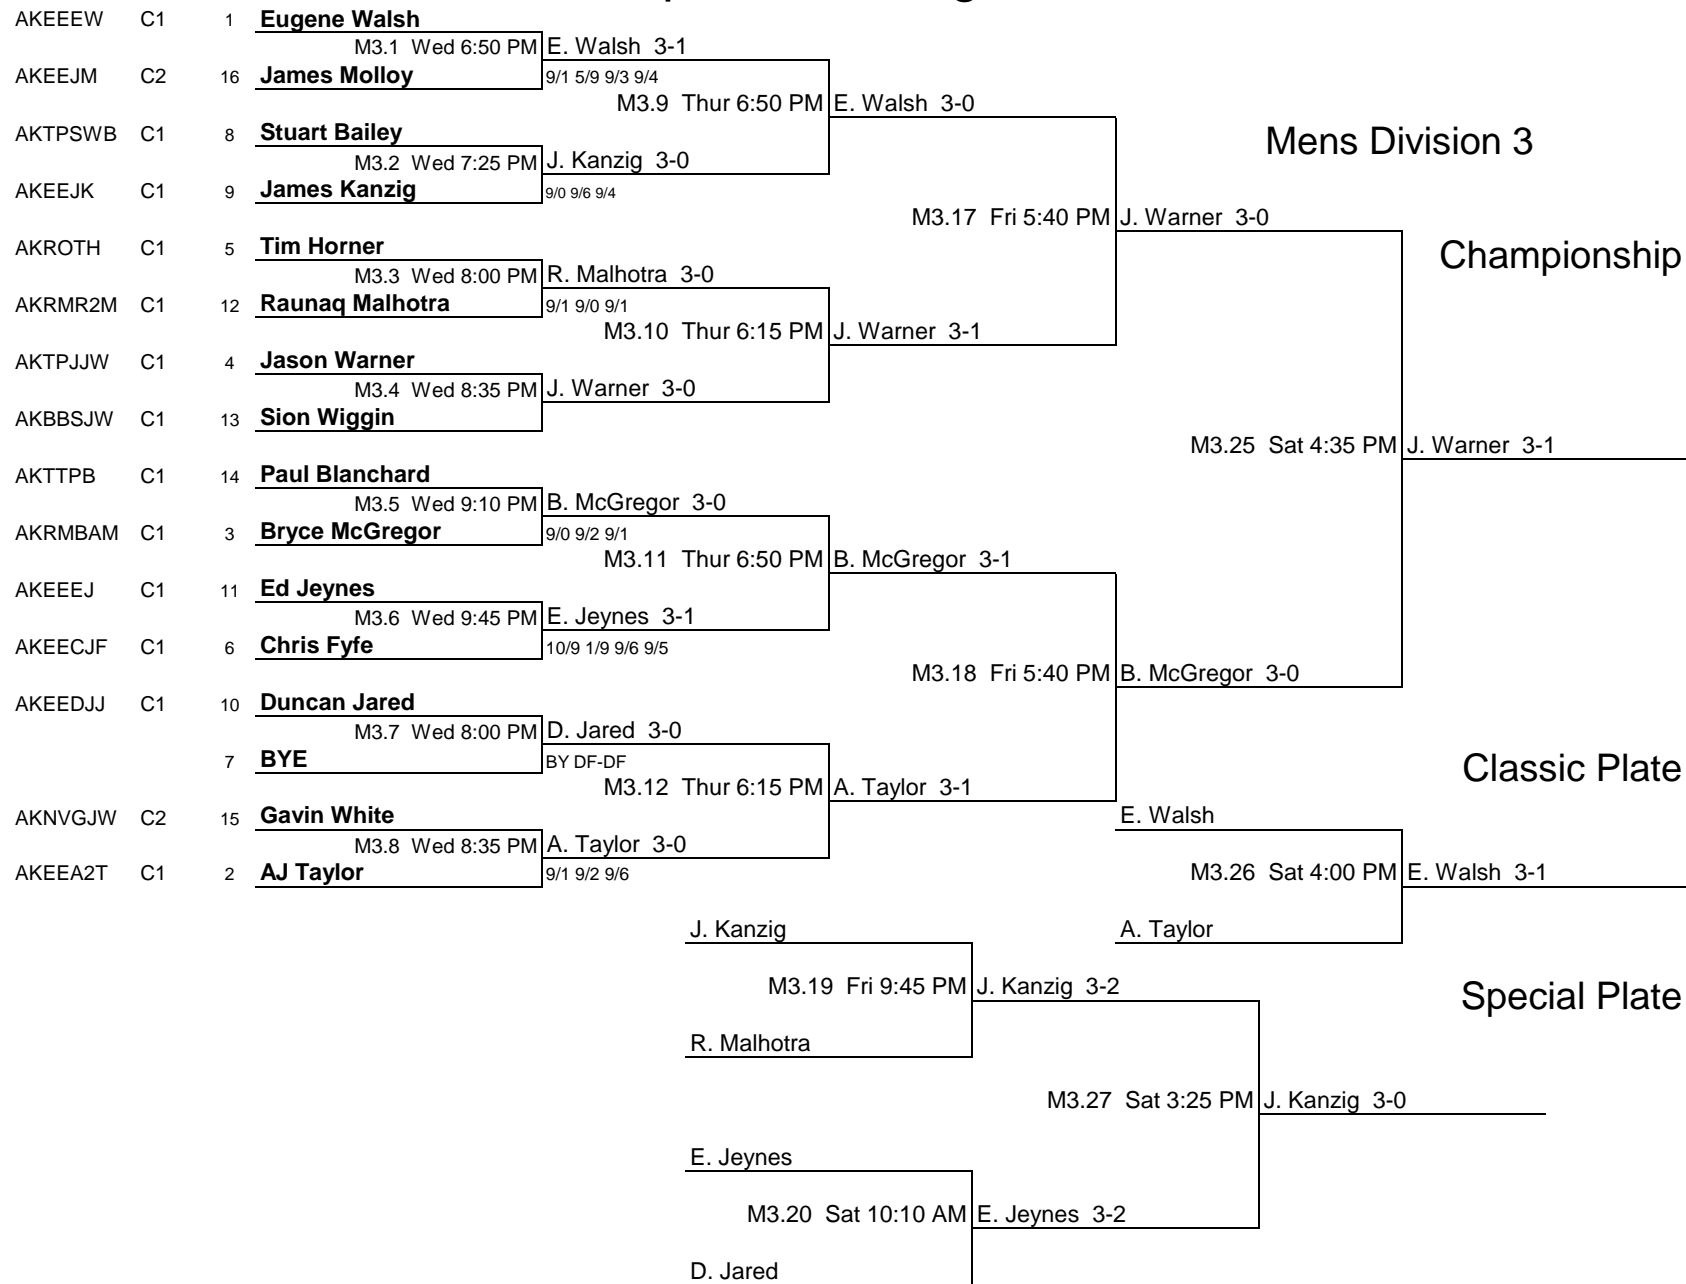 AKEEEW C1 1 Eugene Walsh
M3.1 Wed 6:50 PM E. Walsh 3-1
AKEEJM C2 16 James Molloy 9/1 5/9 9/3 9/4
M3.9 Thur 6:50 PM E. Walsh 3-0
AKTPSWB C1 8 Stuart Bailey
Mens Division 3
M3.2 Wed 7:25 PM J. Kanzig 3-0
AKEEJK C1 9 James Kanzig 9/0 9/6 9/4
M3.17 Fri 5:40 PM J. Warner 3-0
AKROTH C1 5 Tim Horner
Championship
M3.3 Wed 8:00 PM R. Malhotra 3-0
AKRMR2M C1 12 Raunaq Malhotra 9/1 9/0 9/1
M3.10 Thur 6:15 PM J. Warner 3-1
AKTPJJW C1 4 Jason Warner
M3.4 Wed 8:35 PM J. Warner 3-0
AKBBSJW C1 13 Sion Wiggin
M3.25 Sat 4:35 PM J. Warner 3-1
AKTTPB C1 14 Paul Blanchard
M3.5 Wed 9:10 PM B. McGregor 3-0
AKRMBAM C1 3 Bryce McGregor 9/0 9/2 9/1
M3.11 Thur 6:50 PM B. McGregor 3-1
AKEEEJ C1 11 Ed Jeynes
M3.6 Wed 9:45 PM E. Jeynes 3-1
AKEECJF C1 6 Chris Fyfe 10/9 1/9 9/6 9/5
M3.18 Fri 5:40 PM B. McGregor 3-0
AKEEDJJ C1 10 Duncan Jared
M3.7 Wed 8:00 PM D. Jared 3-0
7 BYE BY DF-DF
Classic Plate
M3.12 Thur 6:15 PM A. Taylor 3-1
AKNVGJW C2 15 Gavin White
E. Walsh
M3.8 Wed 8:35 PM A. Taylor 3-0
AKEEA2T C1 2 AJ Taylor 9/1 9/2 9/6
M3.26 Sat 4:00 PM E. Walsh 3-1
J. Kanzig
A. Taylor
M3.19 Fri 9:45 PM J. Kanzig 3-2
Special Plate
R. Malhotra
M3.27 Sat 3:25 PM J. Kanzig 3-0
E. Jeynes
M3.20 Sat 10:10 AM E. Jeynes 3-2
D. Jared